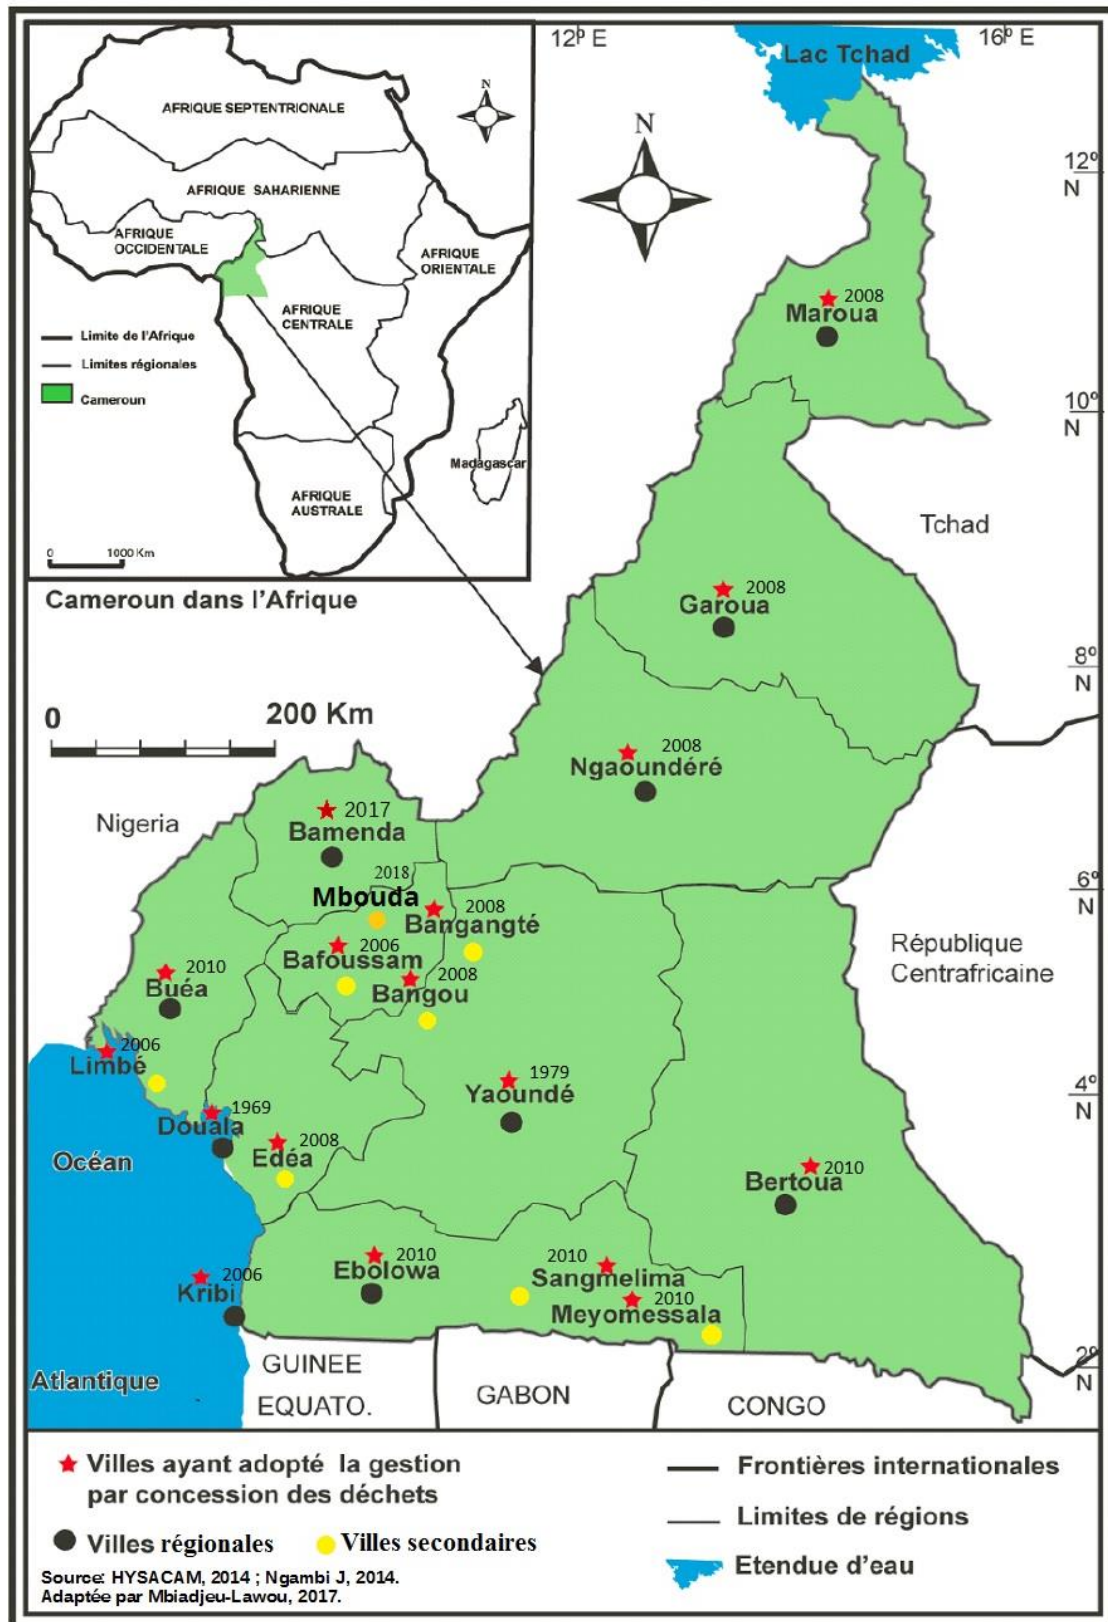 AFRIQUE SEPTENTRIONALE
N
AFRIQUE SAHARIENNE
AFRIQUE
OCCIDENTALE
AFRIQUE
ORIENTALE
AFRIQUE
CENTRALE
Limite de l'Afrique
Limites régionales
Cameroun
Madagascar
AFRIQUE
AUSTRALE
0 1000 Km
Cameroun dans l'Afrique
12º E
16º E
Lac Tchad
N
12º
N
10º
N
8º
N
6º
N
4º
N
2º
N
2008
Maroua
Tchad
2008
Garoua
0 200 Km
2008
Ngaoundéré
Nigeria
2017
Bamenda
2018
Mbouda
2008
Bangangté
2006
Bafoussam
2008
Bangou
République
Centrafricaine
2010
Buéa
2006
Limbé
1979
Yaoundé
1969
Douala
2008
Edéa
Océan
2010
Bertoua
2010
Ebolowa
2010
Sangmelima
2010
Meyomessala
2006
Kribi
Atlantique
GUINEE
EQUATO.
GABON
CONGO
Villes ayant adopté la gestion
par concession des déchets
Villes régionales
Villes secondaires
Frontières internationales
Limites de régions
Etendue d'eau
Source: HYSACAM, 2014 ; Ngambi J, 2014.
Adaptée par Mbiadjeu-Lawou, 2017.